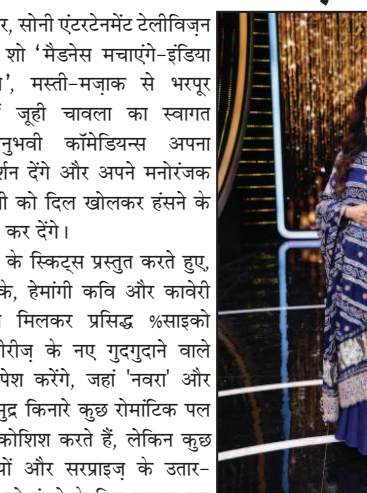 र, सोनी एंटरटेनमेंट टेलीविज़न
शो ‘मैडनेस मचाएंगे–इंडिया
’, मस्ती–मज़ाक से भरपूर
जूही चावला का स्वागत
नुभवी कॉमेडियन्स अपना
र्शन देंगे और अपने मनोरंजक
ी को दिल खोलकर हंसने के
कर देंगे।
के स्किट्स प्रस्तुत करते हुए,
के, हेमांगी कवि और कावेरी
मिलकर प्रसिद्ध %साइको
ीरीज़ के नए गुदगुदाने वाले
पेश करेंगे, जहां 'नवरा' और
मुद्र किनारे कुछ रोमांटिक पल
कोशिश करते हैं, लेकिन कुछ
यों और सरप्राइज़ के उतार–